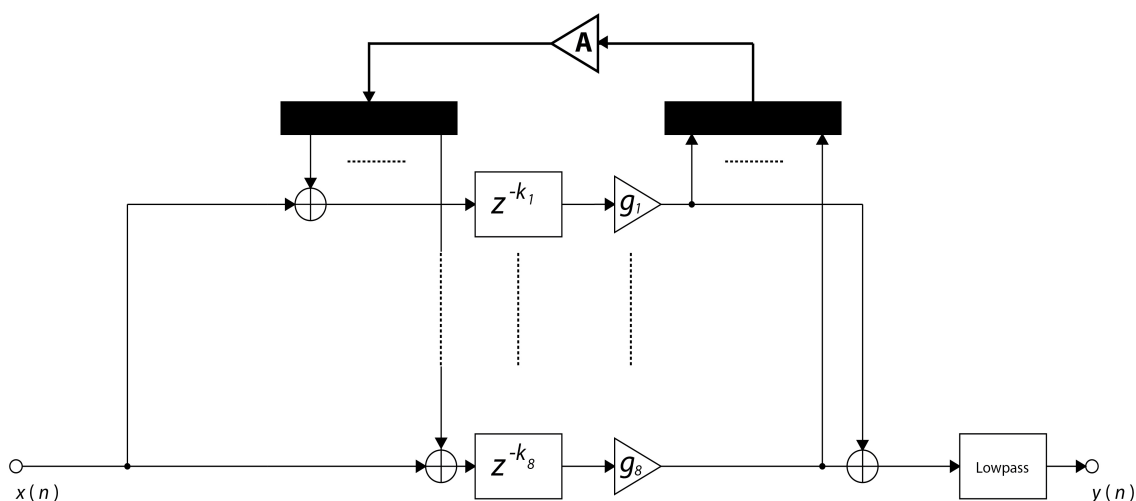 A
z^-k₁
g₁
z^-k₈
g₈
Lowpass
x(n)
y(n)